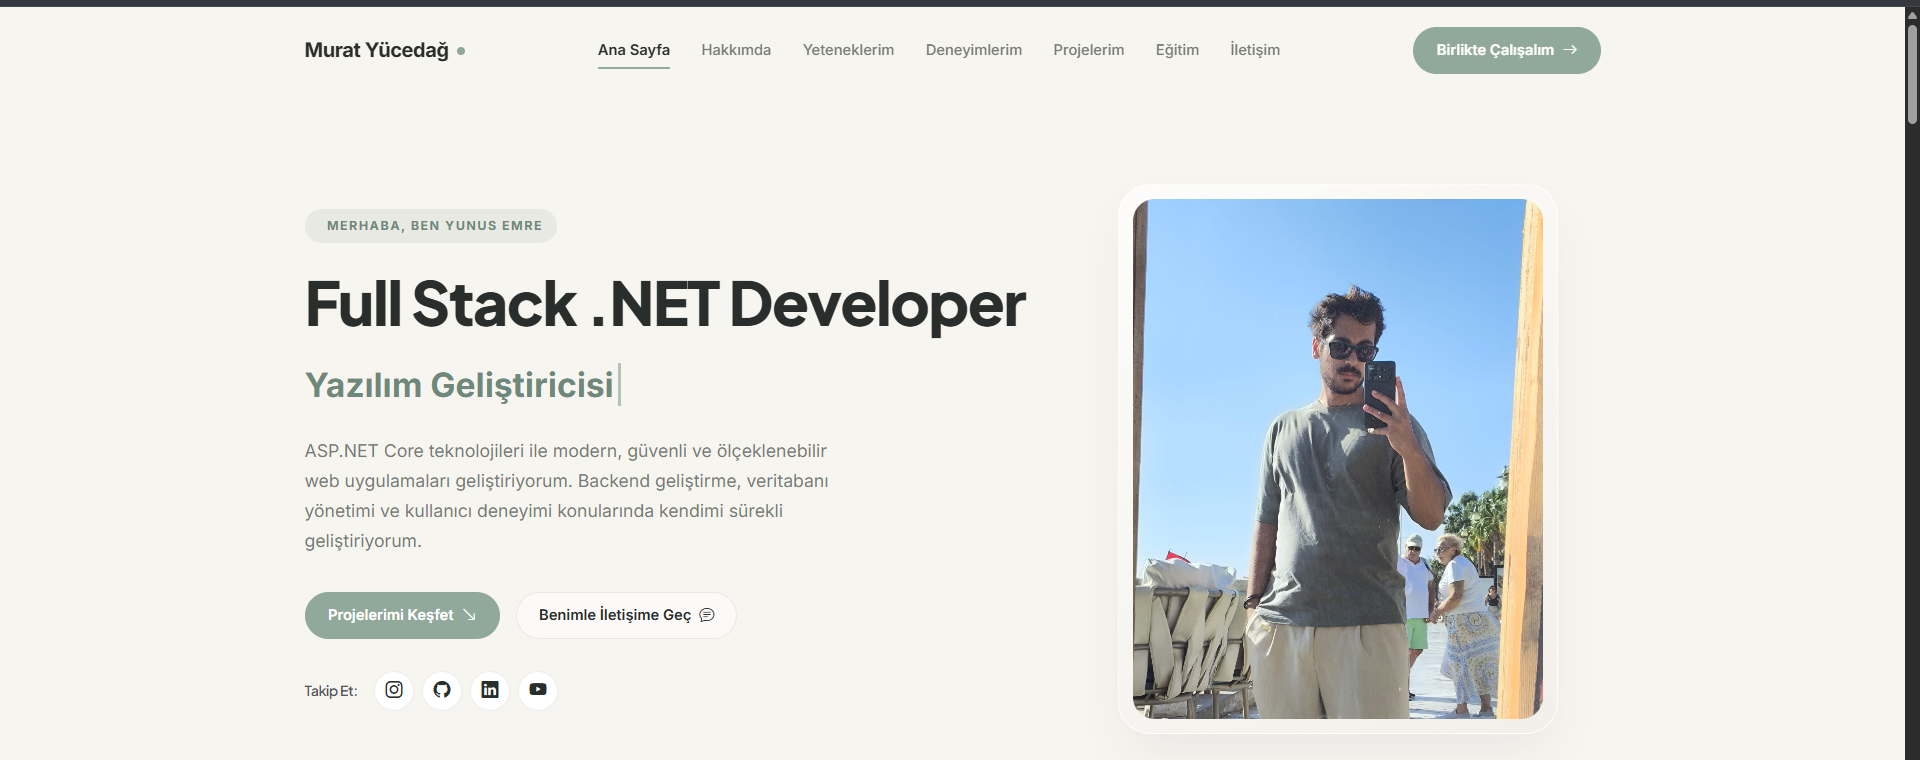 Murat Yücedağ
Ana Sayfa
Hakkımda
Yeteneklerim
Deneyimlerim
Projelerim
Eğitim
İletişim
Birlikte Çalışalım
MERHABA, BEN YUNUS EMRE
Full Stack .NET Developer
Yazılım Geliştiricisi
ASP.NET Core teknolojileri ile modern, güvenli ve ölçeklenebilir
web uygulamaları geliştiriyorum. Backend geliştirme, veritabanı
yönetimi ve kullanıcı deneyimi konularında kendimi sürekli
geliştiriyorum.
Projelerimi Keşfet
Benimle İletişime Geç
Takip Et: